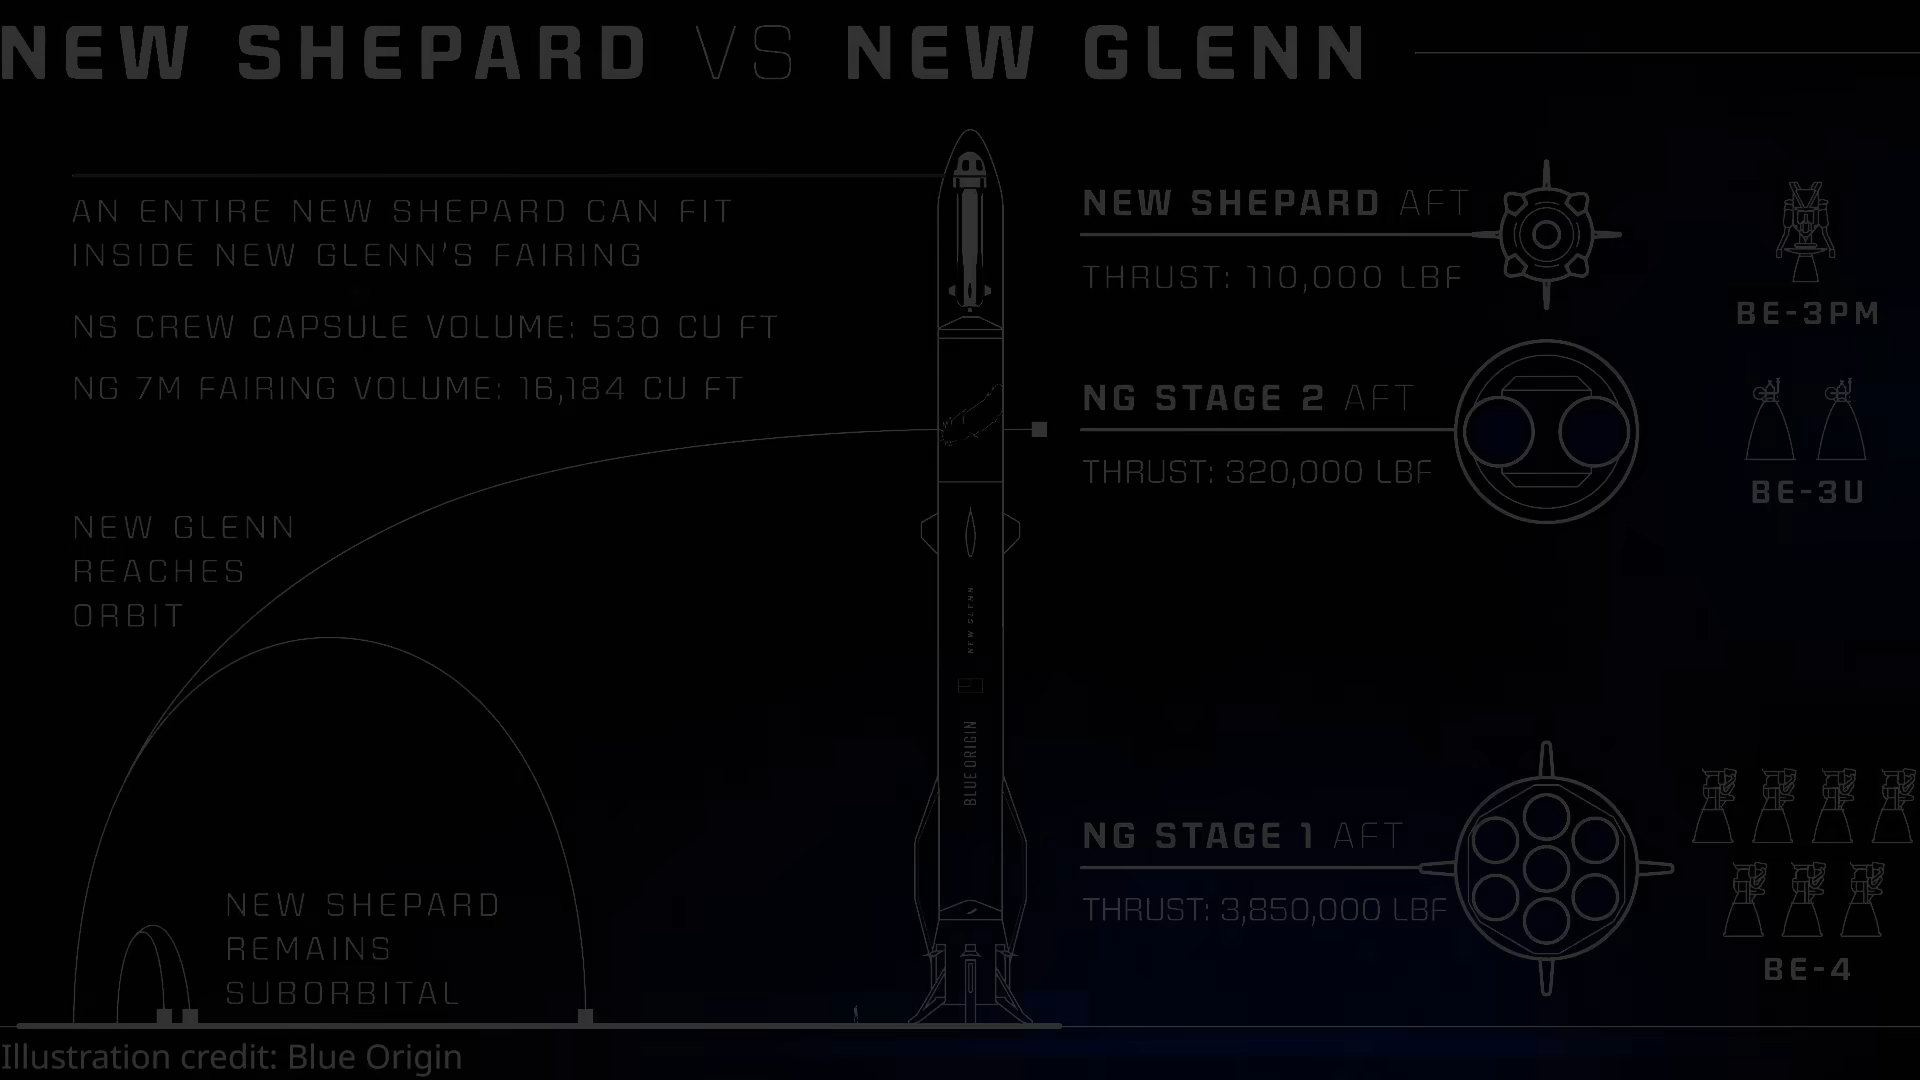 NEW SHEPARD VS NEW GLENN
AN ENTIRE NEW SHEPARD CAN FIT
INSIDE NEW GLENN'S FAIRING
NS CREW CAPSULE VOLUME: 530 CU FT
NG 7M FAIRING VOLUME: 16,184 CU FT
NEW GLENN
REACHES
ORBIT
NEW SHEPARD
REMAINS
SUBORBITAL
NEW GLENN
BLUE ORIGIN
NEW SHEPARD AFT
THRUST: 110,000 LBF
BE-3PM
NG STAGE 2 AFT
THRUST: 320,000 LBF
BE-3U
NG STAGE 1 AFT
THRUST: 3,850,000 LBF
BE-4
Illustration credit: Blue Origin